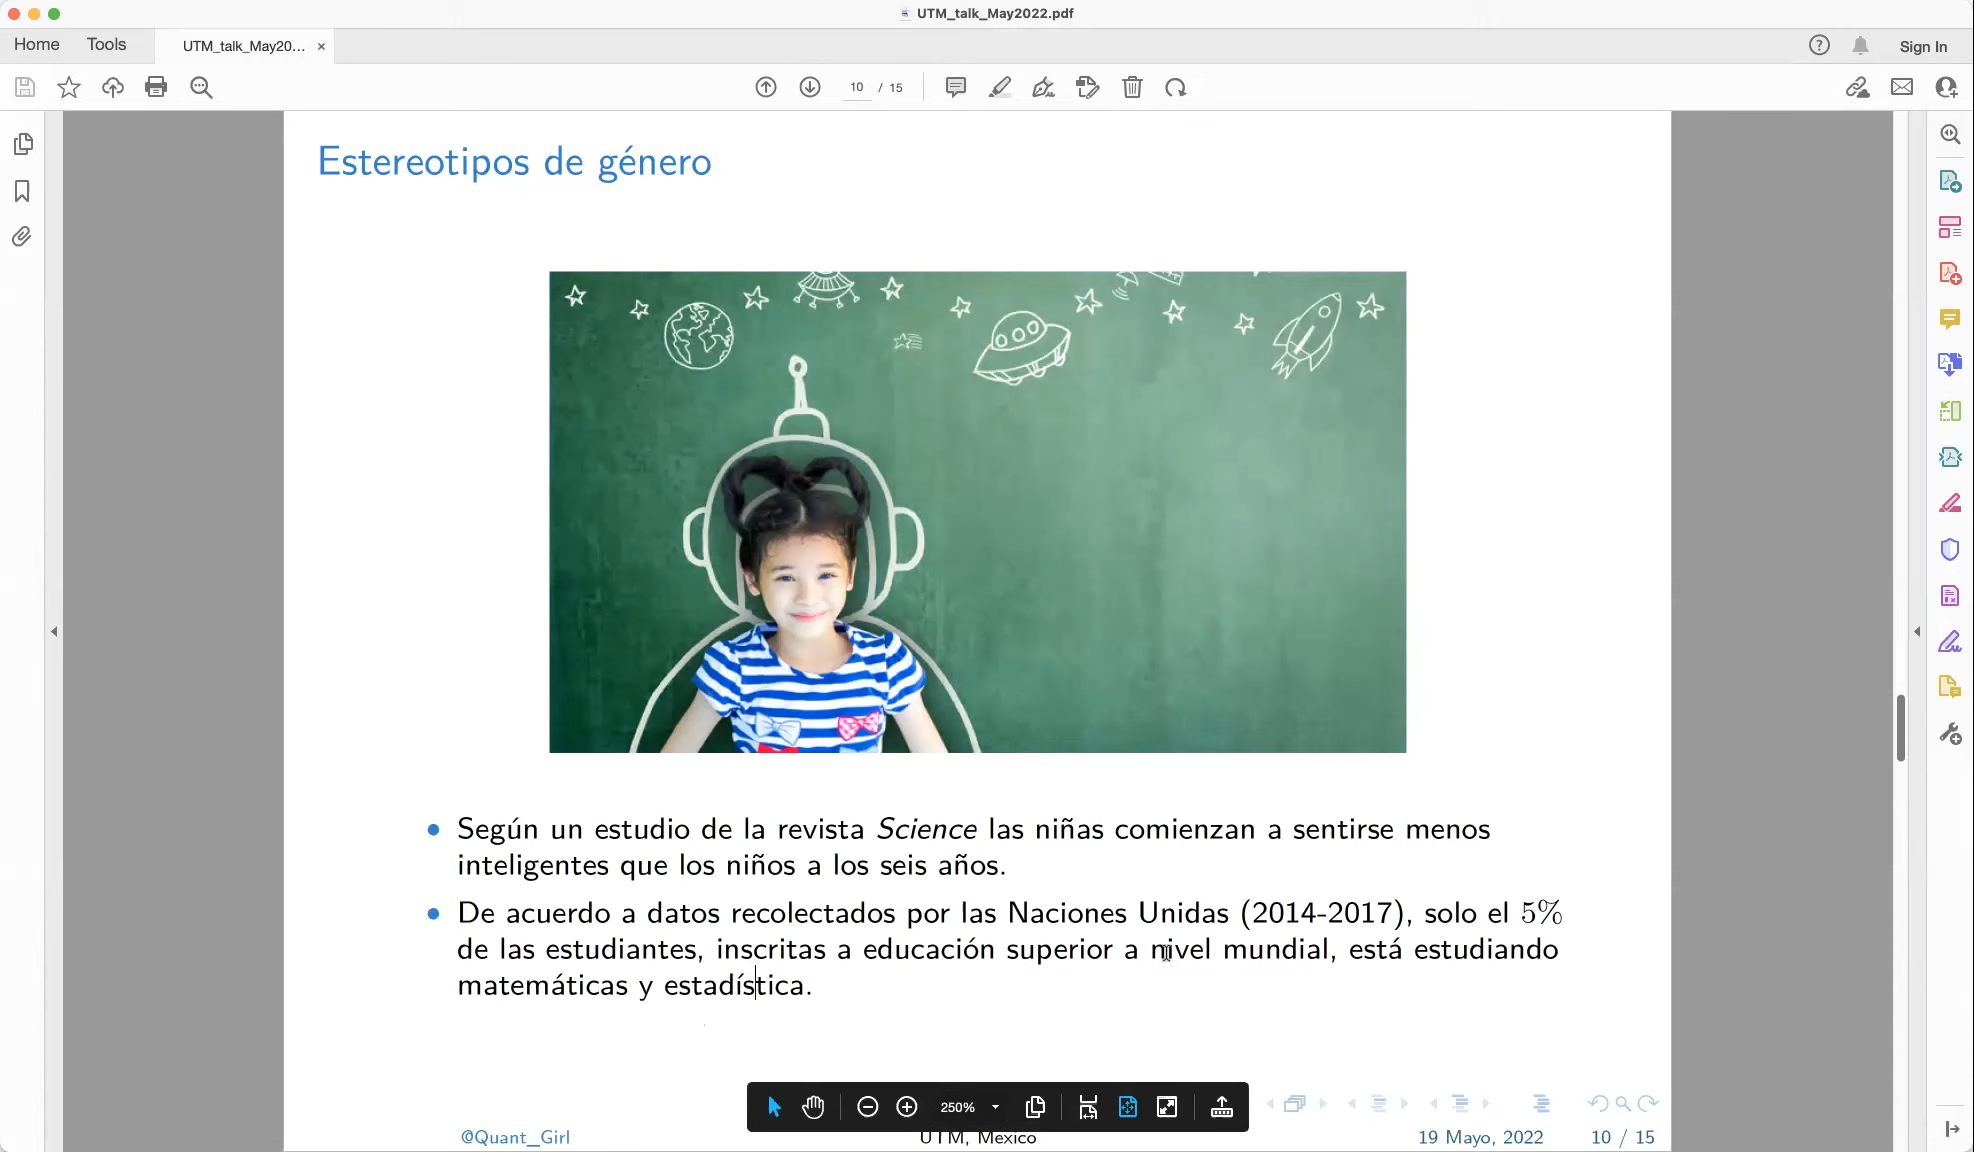 UTM_talk_May2022.pdf
Home Tools UTM_talk_May20... × Sign In
10 / 15
Estereotipos de género
Según un estudio de la revista Science las niñas comienzan a sentirse menos
inteligentes que los niños a los seis años.
De acuerdo a datos recolectados por las Naciones Unidas (2014-2017), solo el 5%
de las estudiantes, inscritas a educación superior a nivel mundial, está estudiando
matemáticas y estadística.
250%
@Quant_Girl UTM, Mexico 19 Mayo, 2022 10 / 15